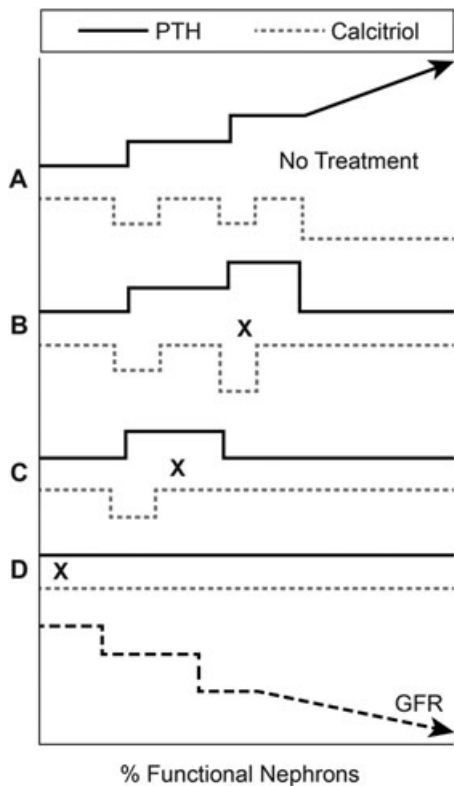 PTH Calcitriol
A
No Treatment
B
X
C
X
D
X
GFR
% Functional Nephrons